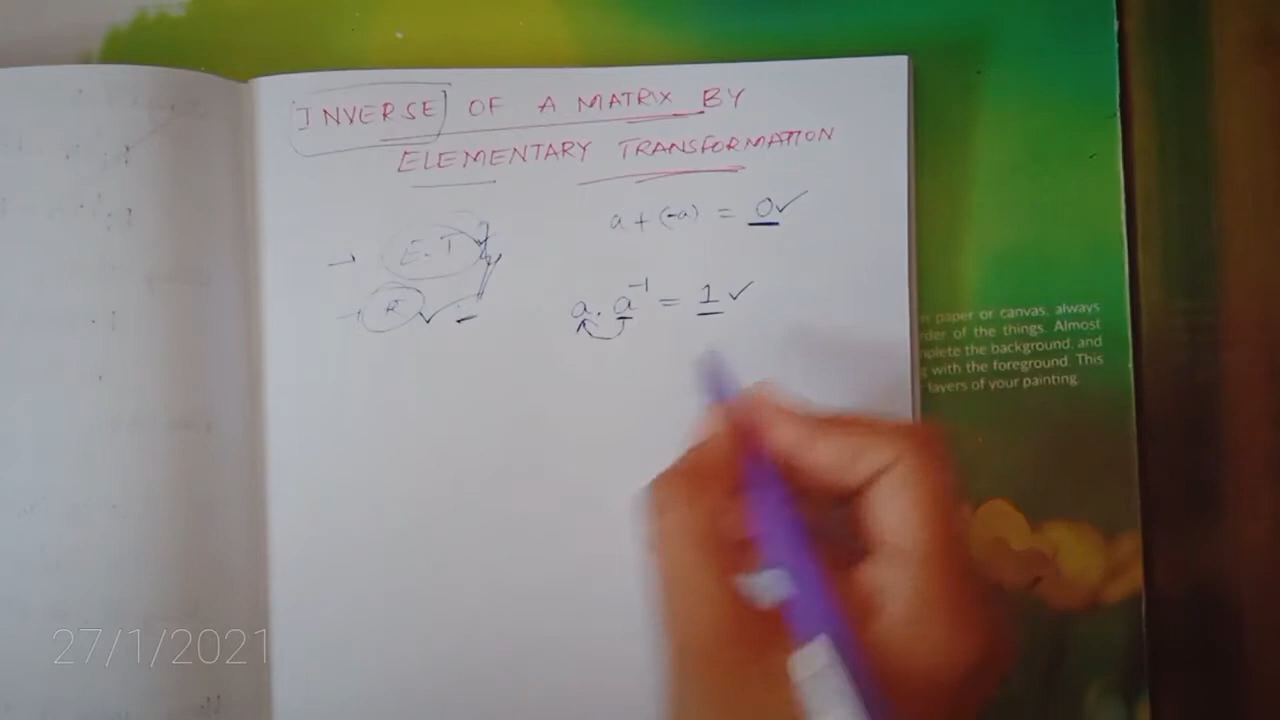 INVERSE OF A MATRIX BY
ELEMENTARY TRANSFORMATION
a + (-a) = 0 ✓
→ E.T
→ R ✓
a . a⁻¹ = 1 ✓
paper or canvas, always
of the things. Almost
the background, and
with the foreground. This
layers of your painting.
27/1/2021